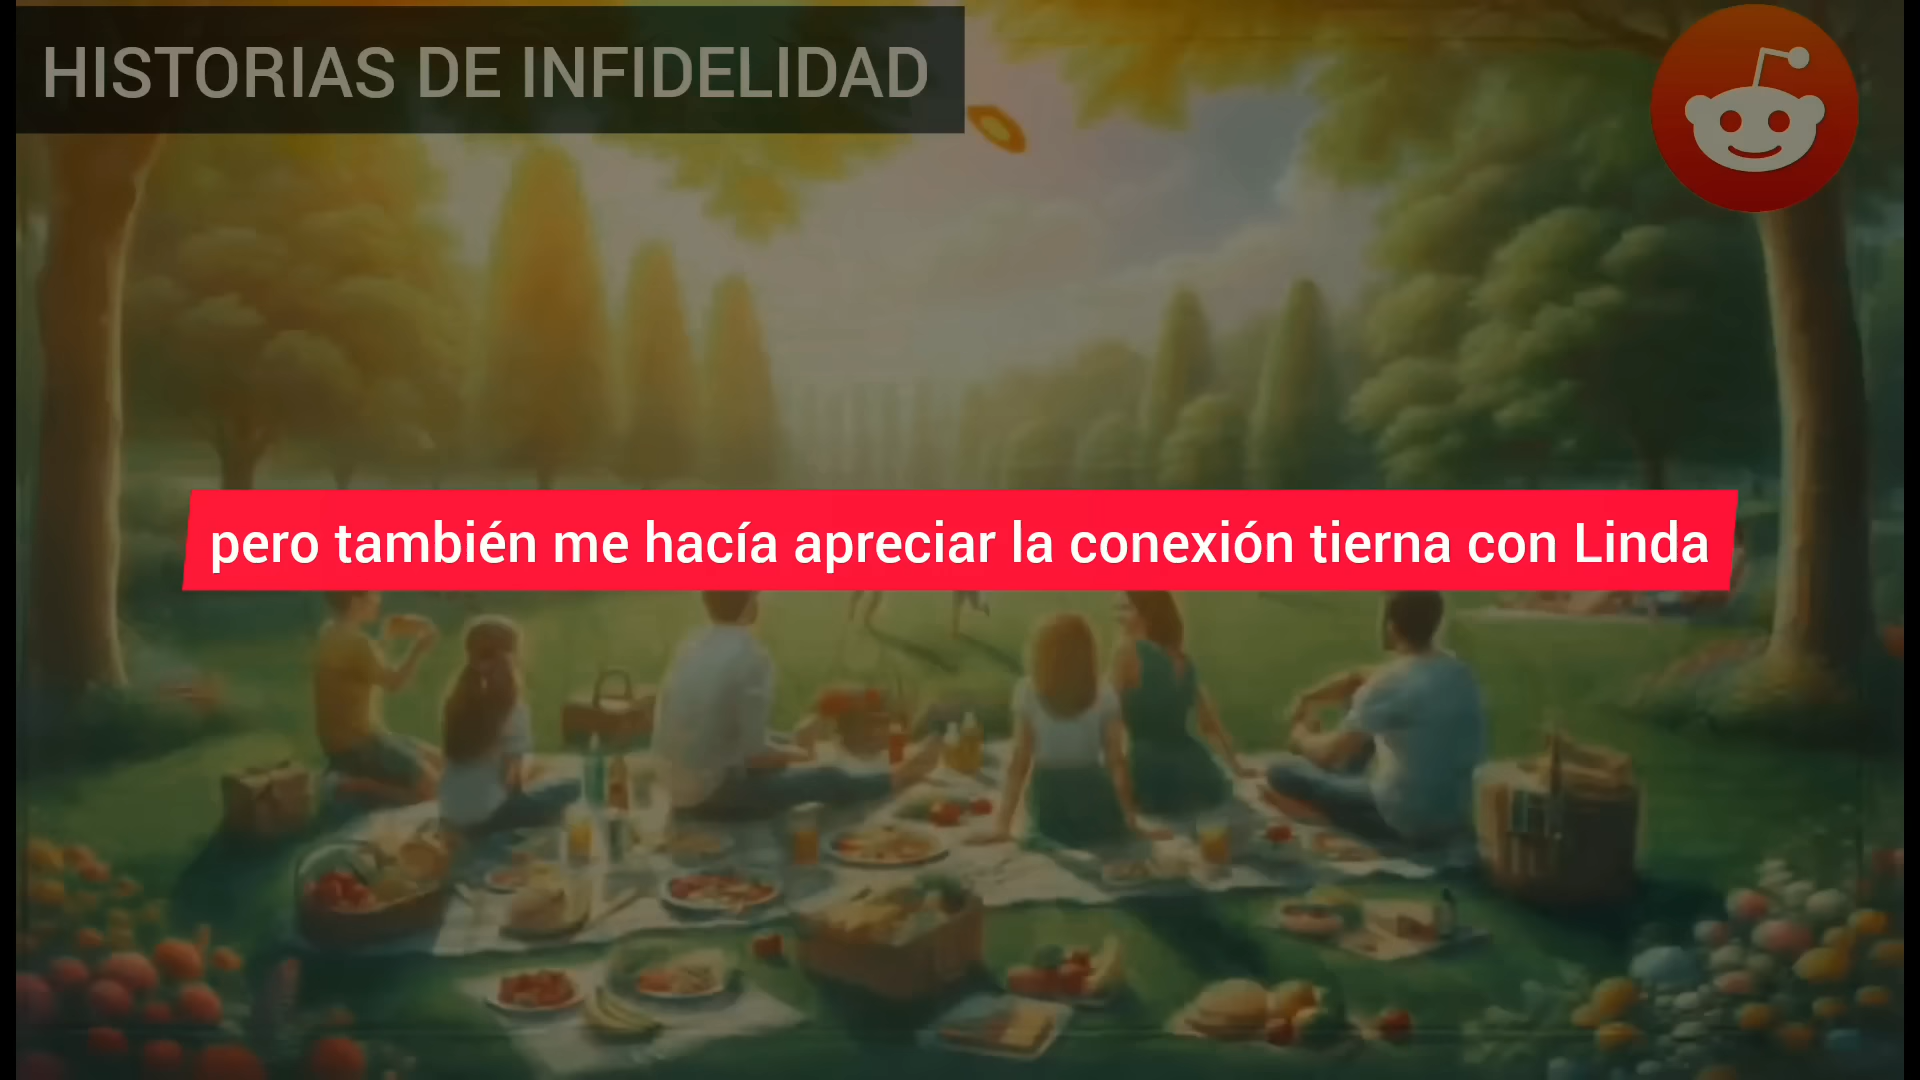 HISTORIAS DE INFIDELIDAD
pero también me hacía apreciar la conexión tierna con Linda